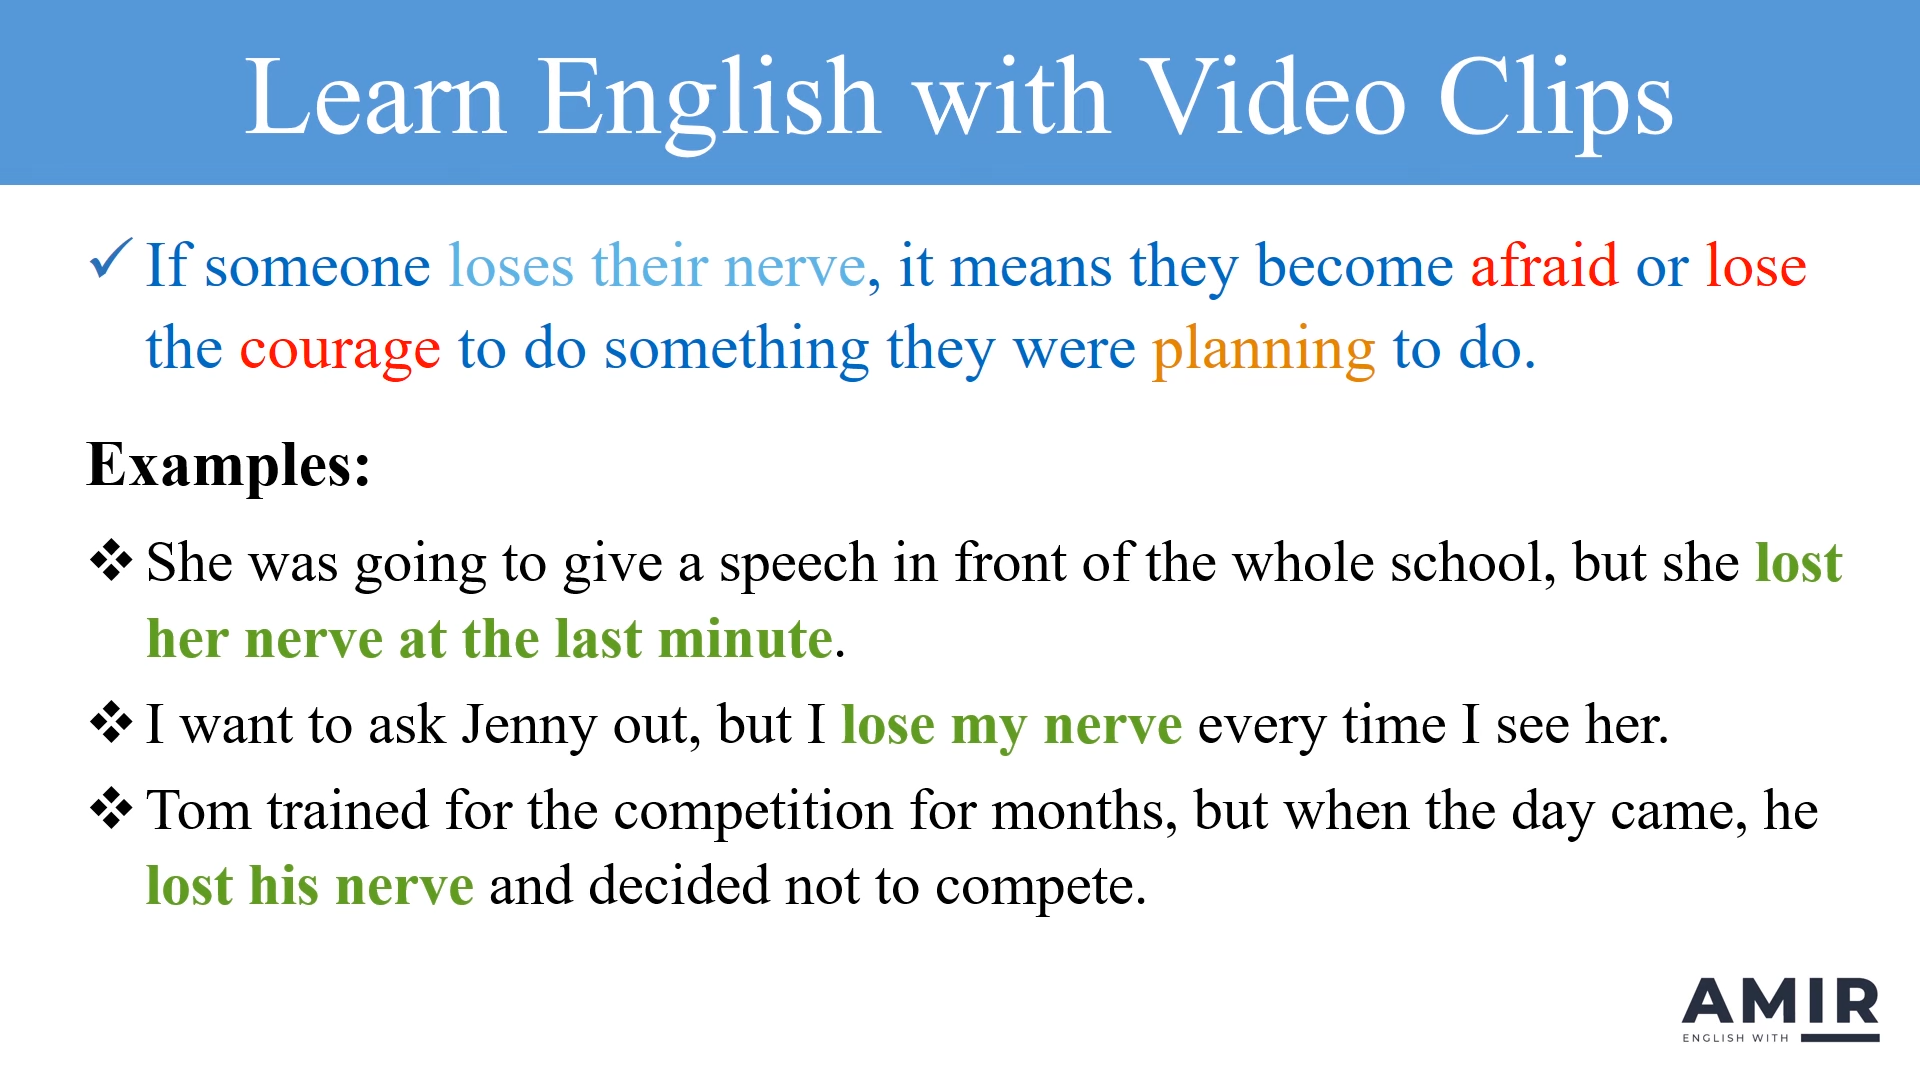 Learn English with Video Clips
✓ If someone loses their nerve, it means they become afraid or lose
the courage to do something they were planning to do.
Examples:
❖ She was going to give a speech in front of the whole school, but she lost
her nerve at the last minute.
❖ I want to ask Jenny out, but I lose my nerve every time I see her.
❖ Tom trained for the competition for months, but when the day came, he
lost his nerve and decided not to compete.
AMIR
ENGLISH WITH